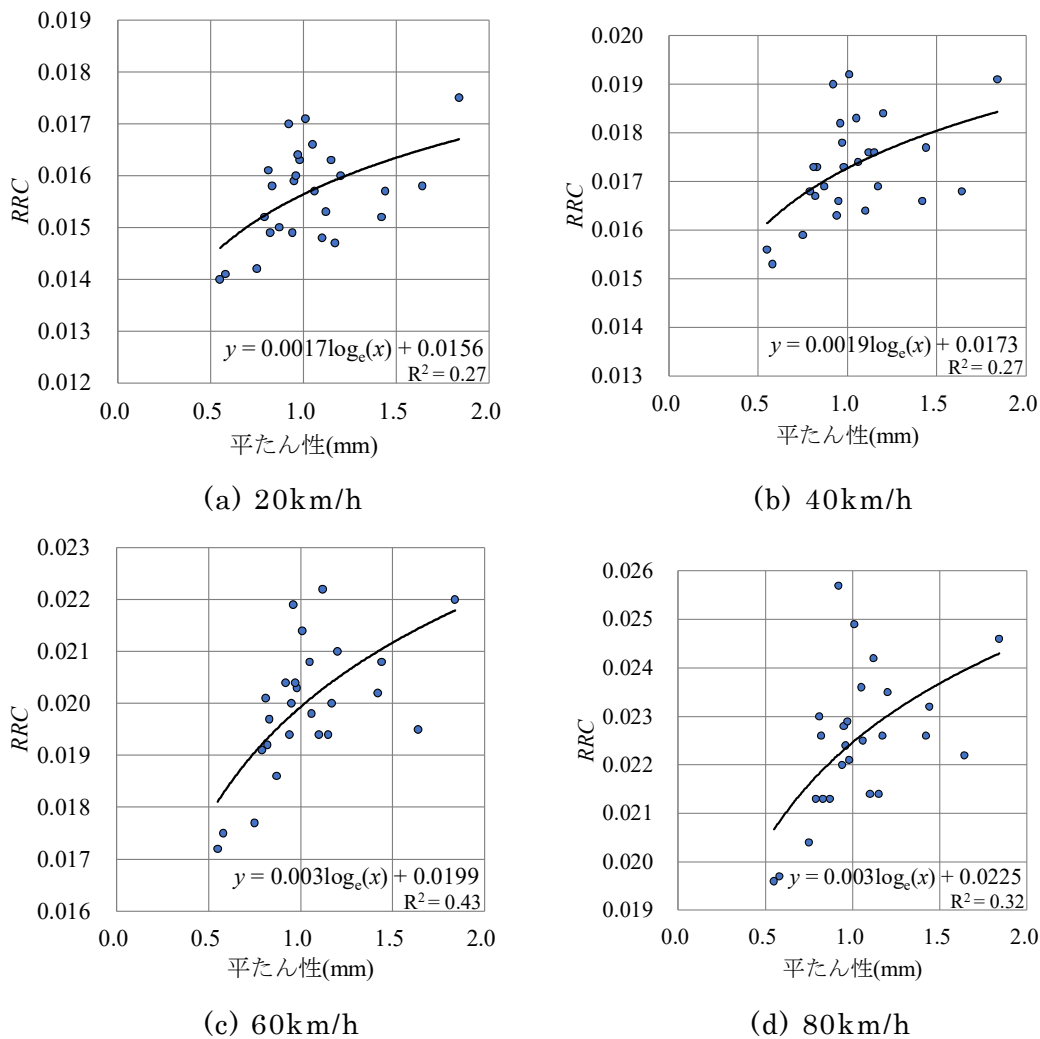 0.019
0.018
0.017
0.016
0.015
0.014
0.013
0.012
RRC
y = 0.0017logₑ(x) + 0.0156
R² = 0.27
0.0 0.5 1.0 1.5 2.0
平たん性(mm)
(a) 20km/h
0.020
0.019
0.018
0.017
0.016
0.015
0.014
0.013
RRC
y = 0.0019logₑ(x) + 0.0173
R² = 0.27
0.0 0.5 1.0 1.5 2.0
平たん性(mm)
(b) 40km/h
0.023
0.022
0.021
0.020
0.019
0.018
0.017
0.016
RRC
y = 0.003logₑ(x) + 0.0199
R² = 0.43
0.0 0.5 1.0 1.5 2.0
平たん性(mm)
(c) 60km/h
0.026
0.025
0.024
0.023
0.022
0.021
0.020
0.019
RRC
y = 0.003logₑ(x) + 0.0225
R² = 0.32
0.0 0.5 1.0 1.5 2.0
平たん性(mm)
(d) 80km/h